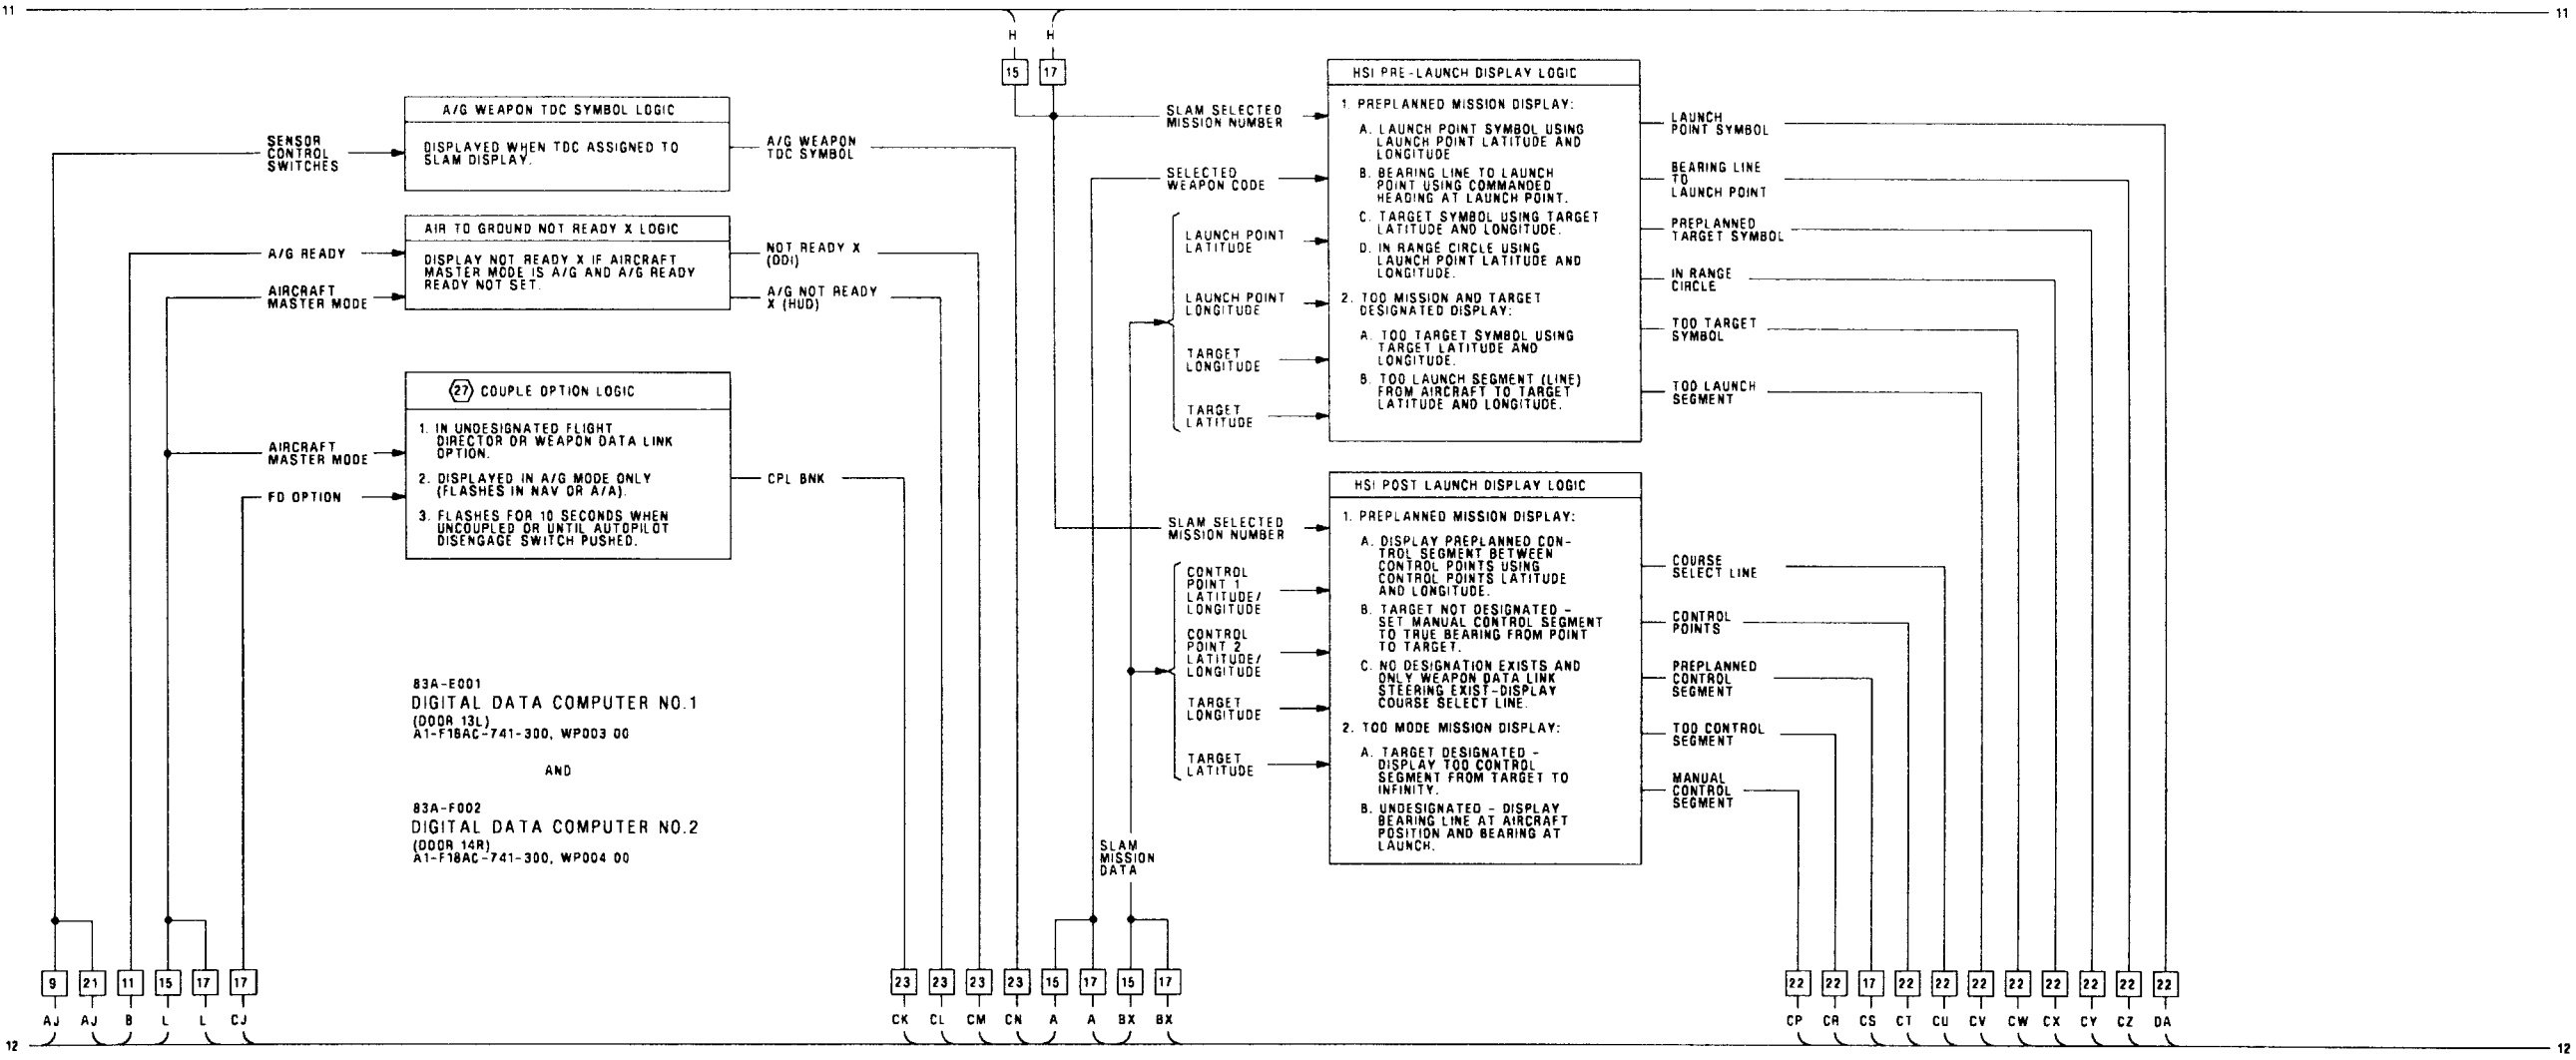 11
11
H
H
15
17
A/G WEAPON TDC SYMBOL LOGIC
DISPLAYED WHEN TDC ASSIGNED TO
SLAM DISPLAY.
SENSOR
CONTROL
SWITCHES
A/G WEAPON
TDC SYMBOL
AIR TO GROUND NOT READY X LOGIC
DISPLAY NOT READY X IF AIRCRAFT
MASTER MODE IS A/G AND A/G READY
READY NOT SET.
A/G READY
AIRCRAFT
MASTER MODE
NOT READY X
(DDI)
A/G NOT READY
X (HUD)
27 COUPLE OPTION LOGIC
1. IN UNDESIGNATED FLIGHT
DIRECTOR OR WEAPON DATA LINK
OPTION.
2. DISPLAYED IN A/G MODE ONLY
(FLASHES IN NAV OR A/A).
3. FLASHES FOR 10 SECONDS WHEN
UNCOUPLED OR UNTIL AUTOPILOT
DISENGAGE SWITCH PUSHED.
AIRCRAFT
MASTER MODE
FD OPTION
CPL BNK
83A-E001
DIGITAL DATA COMPUTER NO.1
(DOOR 13L)
A1-F18AC-741-300, WP003 00
AND
83A-F002
DIGITAL DATA COMPUTER NO.2
(DOOR 14R)
A1-F18AC-741-300, WP004 00
SLAM SELECTED
MISSION NUMBER
SELECTED
WEAPON CODE
LAUNCH POINT
LATITUDE
LAUNCH POINT
LONGITUDE
TARGET
LONGITUDE
TARGET
LATITUDE
HSI PRE-LAUNCH DISPLAY LOGIC
1. PREPLANNED MISSION DISPLAY:
A. LAUNCH POINT SYMBOL USING
LAUNCH POINT LATITUDE AND
LONGITUDE
B. BEARING LINE TO LAUNCH
POINT USING COMMANDED
HEADING AT LAUNCH POINT.
C. TARGET SYMBOL USING TARGET
LATITUDE AND LONGITUDE.
D. IN RANGE CIRCLE USING
LAUNCH POINT LATITUDE AND
LONGITUDE.
2. TOO MISSION AND TARGET
DESIGNATED DISPLAY:
A. TOO TARGET SYMBOL USING
TARGET LATITUDE AND
LONGITUDE.
B. TOO LAUNCH SEGMENT (LINE)
FROM AIRCRAFT TO TARGET
LATITUDE AND LONGITUDE.
LAUNCH
POINT SYMBOL
BEARING LINE
TO
LAUNCH POINT
PREPLANNED
TARGET SYMBOL
IN RANGE
CIRCLE
TOO TARGET
SYMBOL
TOO LAUNCH
SEGMENT
SLAM SELECTED
MISSION NUMBER
CONTROL
POINT 1
LATITUDE/
LONGITUDE
CONTROL
POINT 2
LATITUDE/
LONGITUDE
TARGET
LONGITUDE
TARGET
LATITUDE
SLAM
MISSION
DATA
HSI POST LAUNCH DISPLAY LOGIC
1. PREPLANNED MISSION DISPLAY:
A. DISPLAY PREPLANNED CON-
TROL SEGMENT BETWEEN
CONTROL POINTS USING
CONTROL POINTS LATITUDE
AND LONGITUDE.
B. TARGET NOT DESIGNATED -
SET MANUAL CONTROL SEGMENT
TO TRUE BEARING FROM POINT
TO TARGET.
C. NO DESIGNATION EXISTS AND
ONLY WEAPON DATA LINK
STEERING EXIST-DISPLAY
COURSE SELECT LINE.
2. TOO MODE MISSION DISPLAY:
A. TARGET DESIGNATED -
DISPLAY TOO CONTROL
SEGMENT FROM TARGET TO
INFINITY.
B. UNDESIGNATED - DISPLAY
BEARING LINE AT AIRCRAFT
POSITION AND BEARING AT
LAUNCH.
COURSE
SELECT LINE
CONTROL
POINTS
PREPLANNED
CONTROL
SEGMENT
TOO CONTROL
SEGMENT
MANUAL
CONTROL
SEGMENT
9 21 11 15 17 17 23 23 23 23 15 17 15 17 22 22 17 22 22 22 22 22 22 22 22
AJ AJ B L L CJ CK CL CM CN A A BX BX CP CR CS CT CU CV CW CX CY CZ DA
12
12